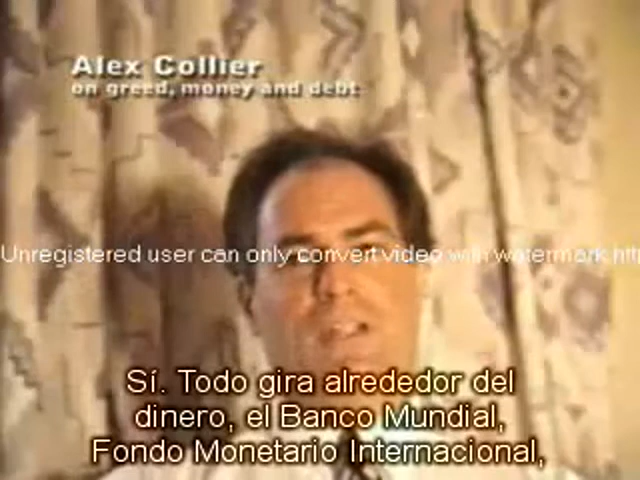 Alex Collier
on greed, money and debt
Unregistered user can only convert video with watermark htt
Sí. Todo gira alrededor del
dinero, el Banco Mundial,
Fondo Monetario Internacional,